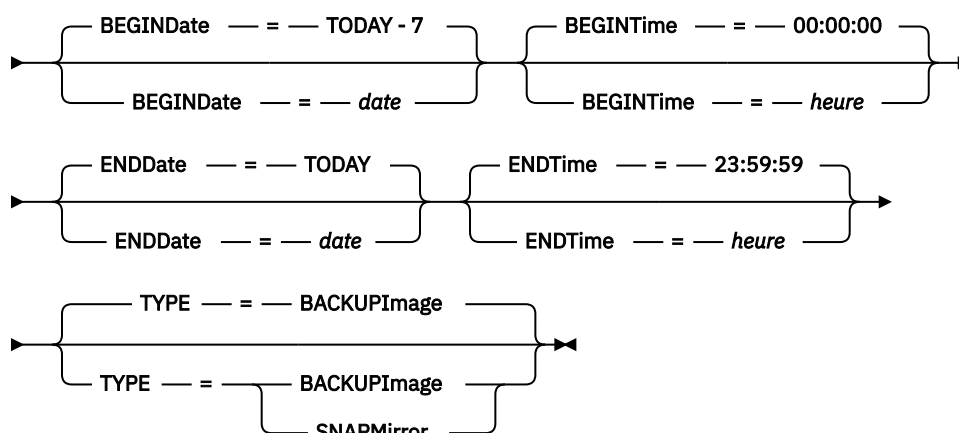 BEGINDate = TODAY - 7 BEGINTime = 00:00:00
BEGINDate = date BEGINTime = heure
ENDDate = TODAY ENDTime = 23:59:59
ENDDate = date ENDTime = heure
TYPE = BACKUPImage
TYPE = BACKUPImage
SNAPMirror